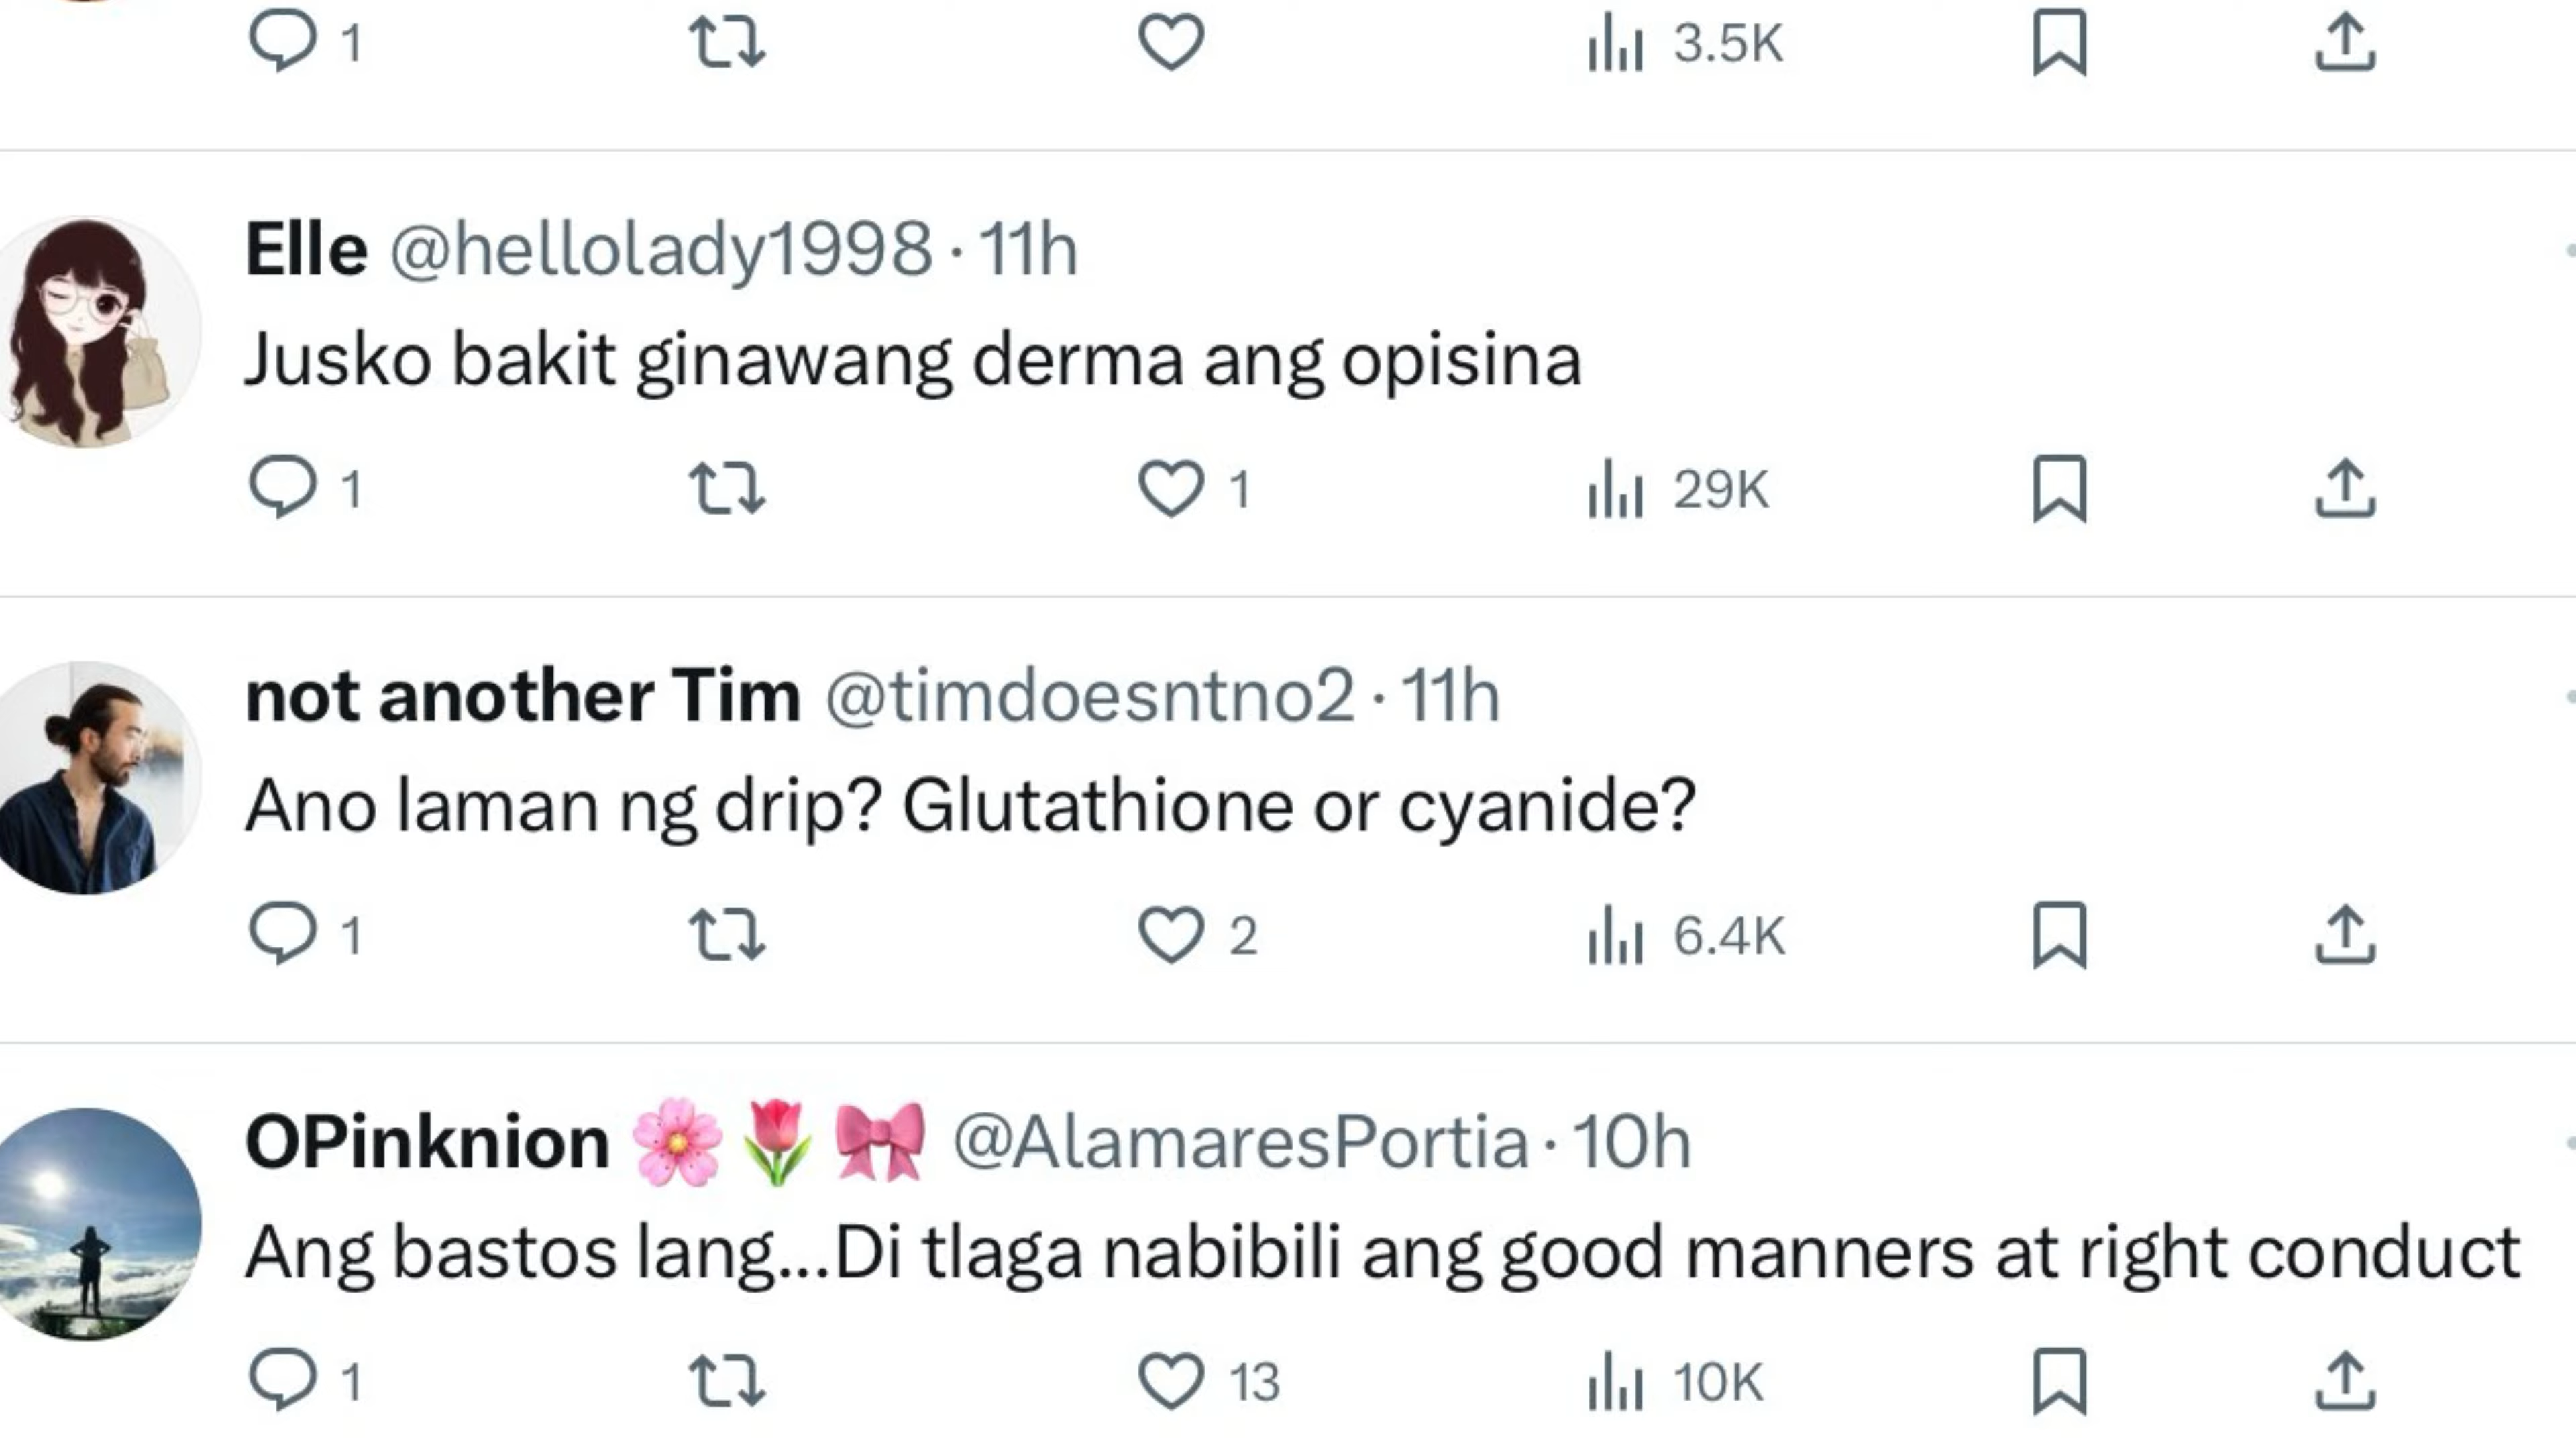 1 3.5K
Elle @hellolady1998 · 11h
Jusko bakit ginawang derma ang opisina
1 1 29K
not another Tim @timdoesntno2 · 11h
Ano laman ng drip? Glutathione or cyanide?
1 2 6.4K
OPinknion 🌸🌷🎀 @AlamaresPortia · 10h
Ang bastos lang...Di tlaga nabibili ang good manners at right conduct
1 13 10K